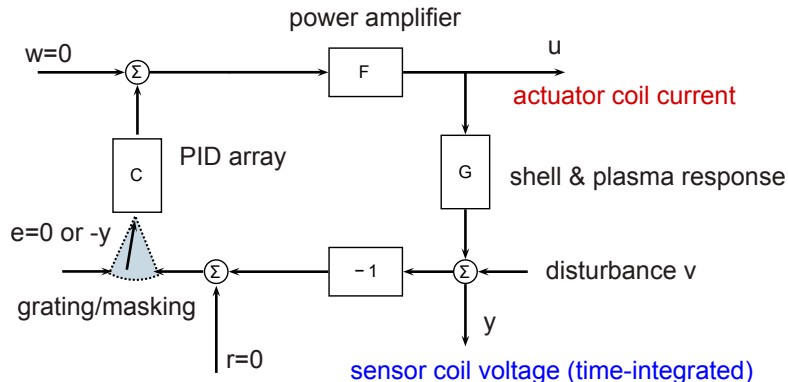 power amplifier
w=0
Σ
F
u
actuator coil current
C
PID array
G
shell & plasma response
e=0 or -y
Σ
−1
Σ
disturbance v
grating/masking
y
r=0
sensor coil voltage (time-integrated)